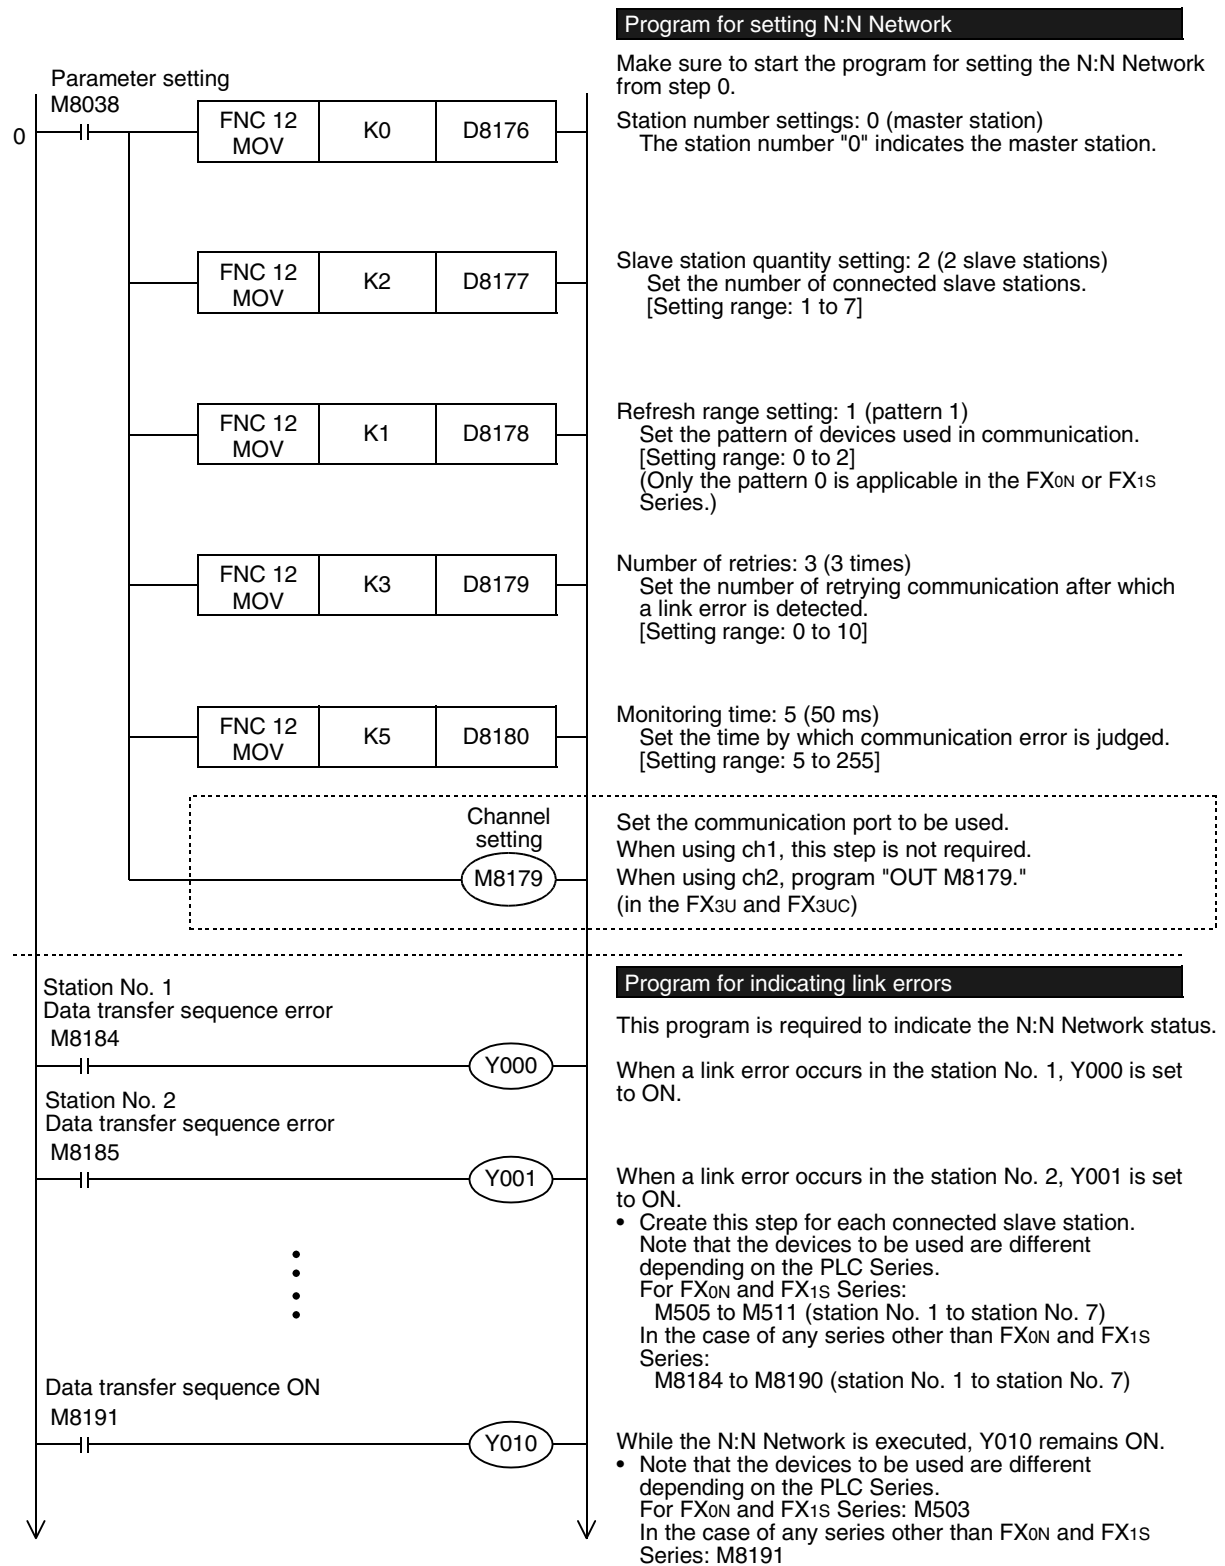 Program for setting N:N Network
Make sure to start the program for setting the N:N Network
from step 0.
Parameter setting
M8038
0
FNC 12
MOV
K0
D8176
Station number settings: 0 (master station)
The station number "0" indicates the master station.
FNC 12
MOV
K2
D8177
Slave station quantity setting: 2 (2 slave stations)
Set the number of connected slave stations.
[Setting range: 1 to 7]
FNC 12
MOV
K1
D8178
Refresh range setting: 1 (pattern 1)
Set the pattern of devices used in communication.
[Setting range: 0 to 2]
(Only the pattern 0 is applicable in the FX0N or FX1S
Series.)
FNC 12
MOV
K3
D8179
Number of retries: 3 (3 times)
Set the number of retrying communication after which
a link error is detected.
[Setting range: 0 to 10]
FNC 12
MOV
K5
D8180
Monitoring time: 5 (50 ms)
Set the time by which communication error is judged.
[Setting range: 5 to 255]
Channel
setting
M8179
Set the communication port to be used.
When using ch1, this step is not required.
When using ch2, program "OUT M8179."
(in the FX3U and FX3UC)
Program for indicating link errors
This program is required to indicate the N:N Network status.
Station No. 1
Data transfer sequence error
M8184
Y000
When a link error occurs in the station No. 1, Y000 is set
to ON.
Station No. 2
Data transfer sequence error
M8185
Y001
When a link error occurs in the station No. 2, Y001 is set
to ON.
• Create this step for each connected slave station.
Note that the devices to be used are different
depending on the PLC Series.
For FX0N and FX1S Series:
M505 to M511 (station No. 1 to station No. 7)
In the case of any series other than FX0N and FX1S
Series:
M8184 to M8190 (station No. 1 to station No. 7)
Data transfer sequence ON
M8191
Y010
While the N:N Network is executed, Y010 remains ON.
• Note that the devices to be used are different
depending on the PLC Series.
For FX0N and FX1S Series: M503
In the case of any series other than FX0N and FX1S
Series: M8191